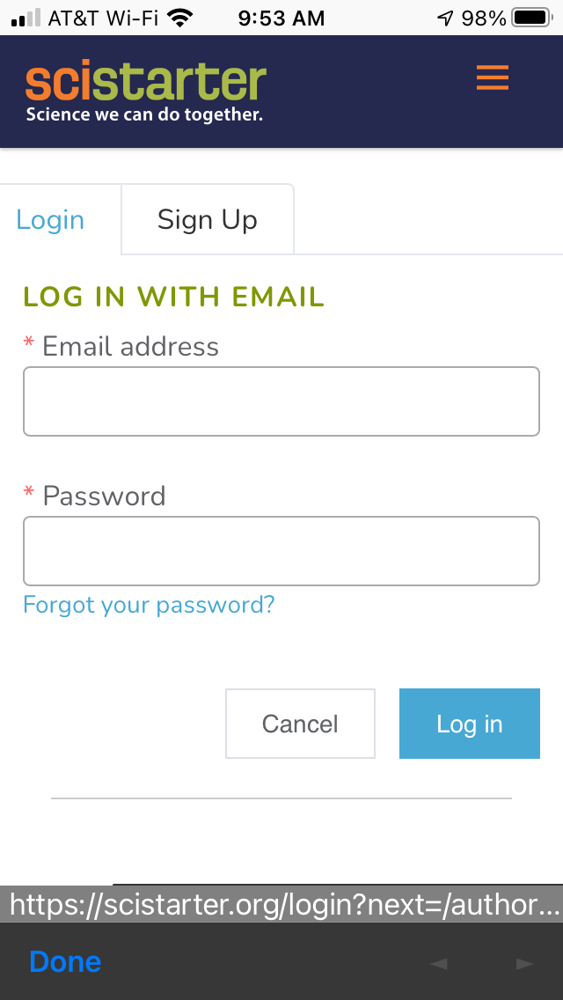 AT&T Wi-Fi 9:53 AM 98%
scistarter
Science we can do together.
Login Sign Up
LOG IN WITH EMAIL
* Email address
* Password
Forgot your password?
Cancel Log in
https://scistarter.org/login?next=/author...
Done